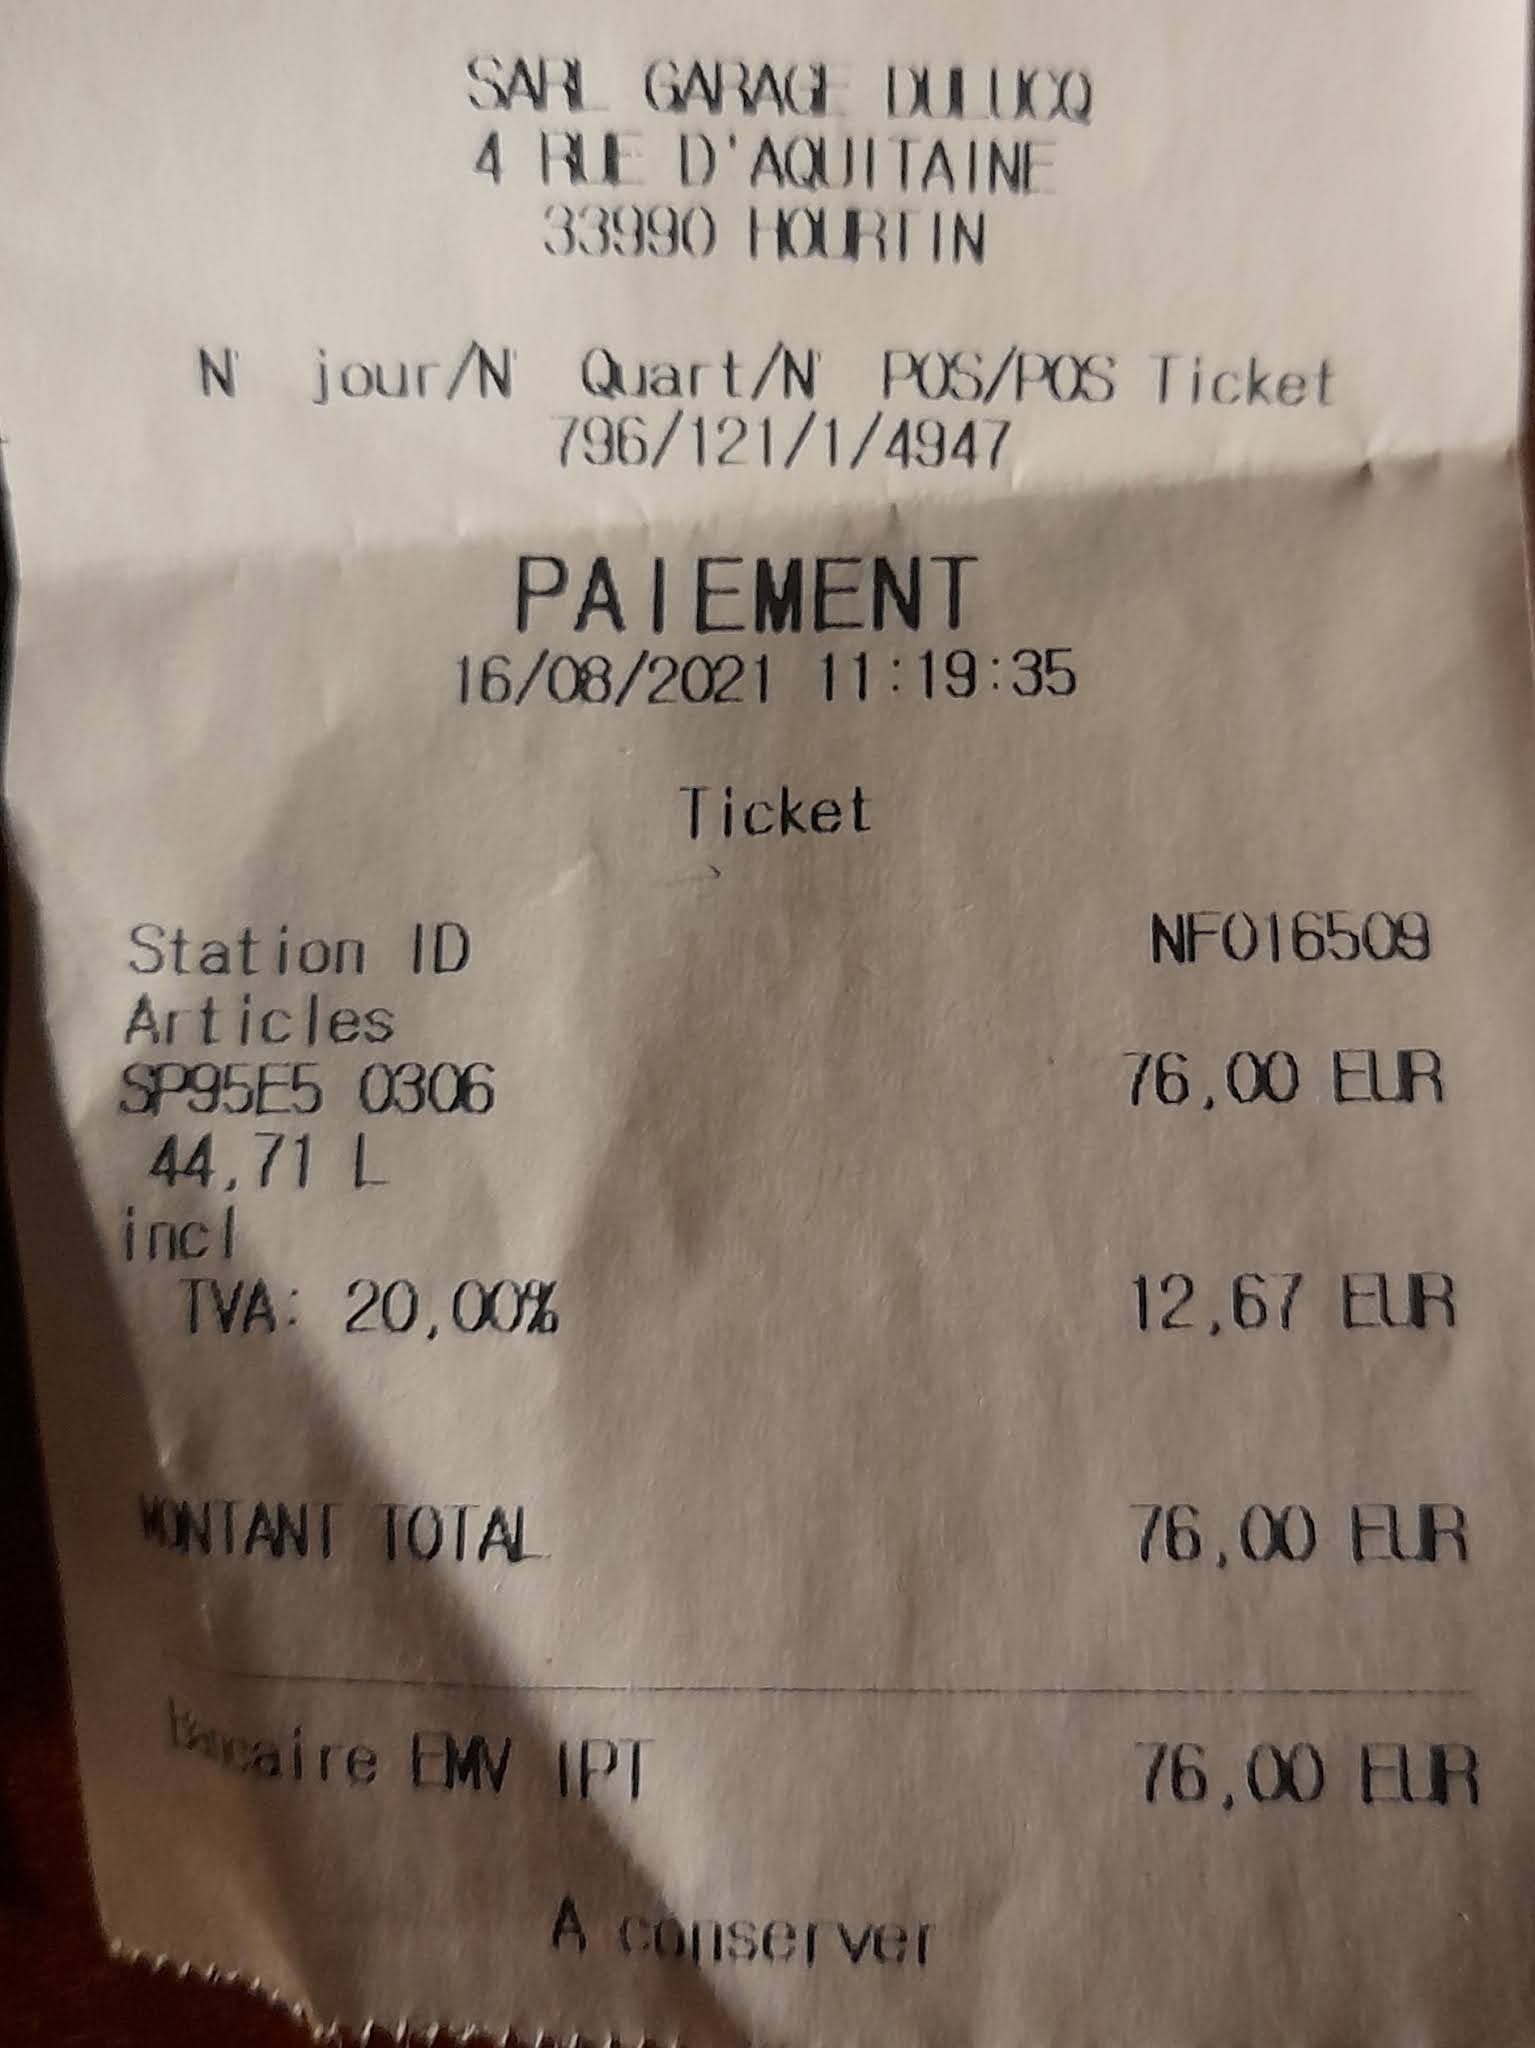 SARL GARAGE DULUCQ
4 RUE D'AQUITAINE
33990 HOURTIN
N° jour/N° Quart/N° POS/POS Ticket
796/121/1/4947
PAIEMENT
16/08/2021 11:19:35
Ticket
Station ID NF016509
Articles
SP95E5 0306 76,00 EUR
44,71 L
incl
TVA: 20,00% 12,67 EUR
MONTANT TOTAL 76,00 EUR
Bancaire EMV IPT 76,00 EUR
A conserver